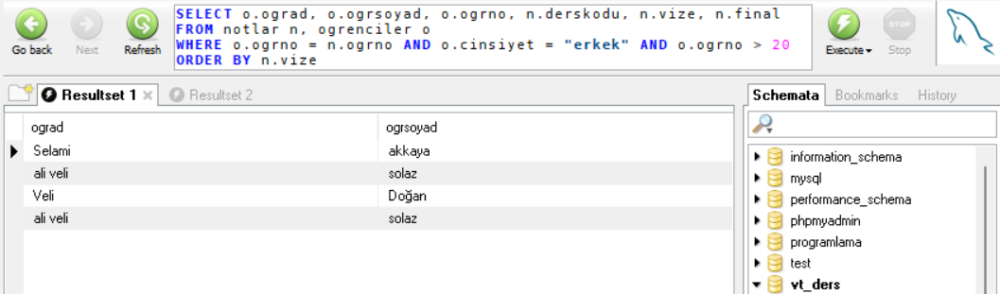 Go back
Next
Refresh
SELECT o.ograd, o.ogrsoyad, o.ogrno, n.derskodu, n.vize, n.final
FROM notlar n, ogrenciler o
WHERE o.ogrno = n.ogrno AND o.cinsiyet = "erkek" AND o.ogrno > 20
ORDER BY n.vize
Execute
STOP
Stop
Resultset 1
Resultset 2
ograd ogrsoyad
Selami akkaya
ali veli solaz
Veli Doğan
ali veli solaz
Schemata Bookmarks History
information_schema
mysql
performance_schema
phpmyadmin
programlama
test
vt_ders